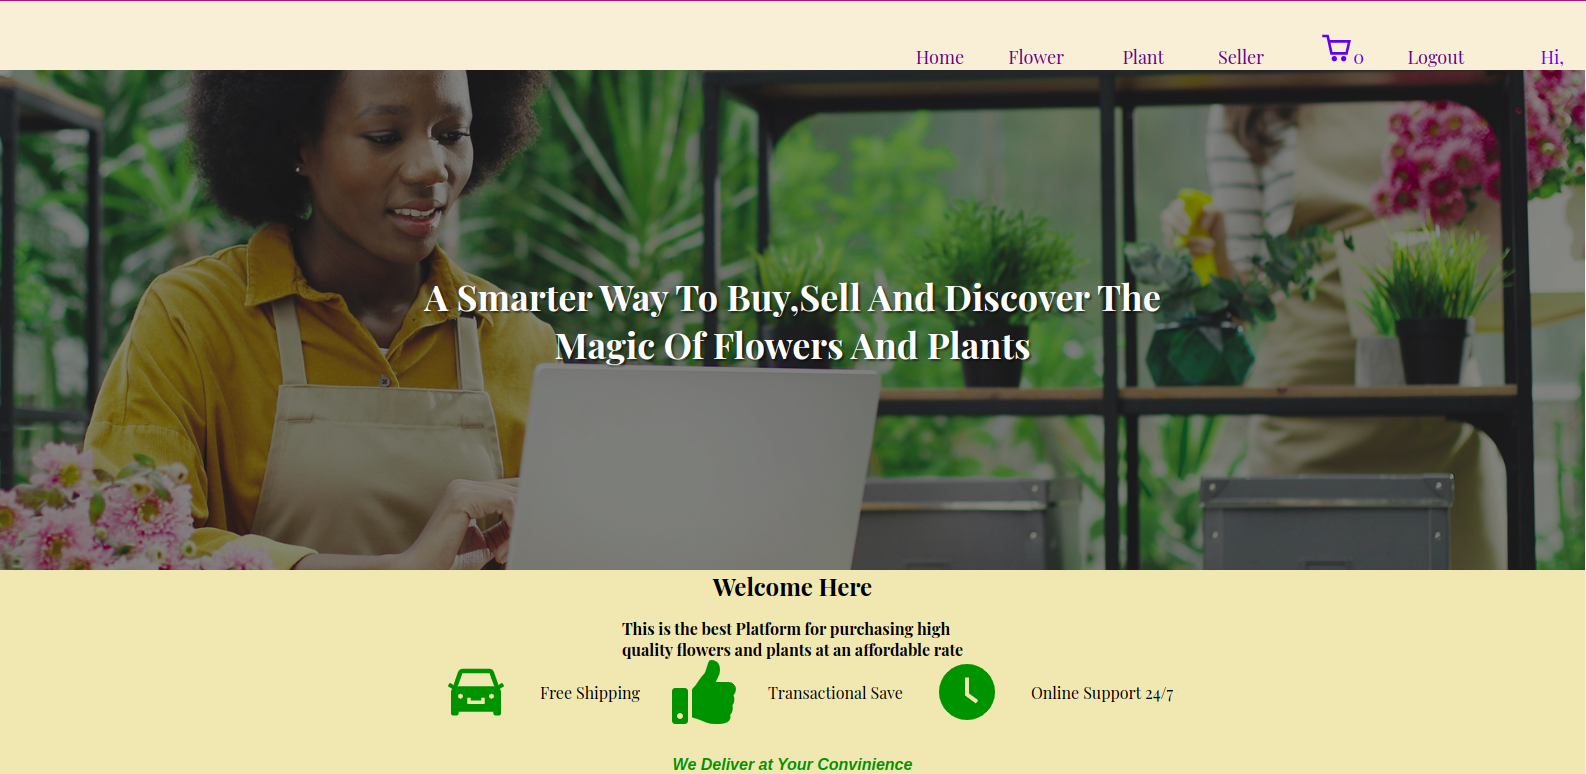 Home Flower Plant Seller 0 Logout Hi,
A Smarter Way To Buy,Sell And Discover The
Magic Of Flowers And Plants
Welcome Here
This is the best Platform for purchasing high
quality flowers and plants at an affordable rate
Free Shipping Transactional Save Online Support 24/7
We Deliver at Your Convinience